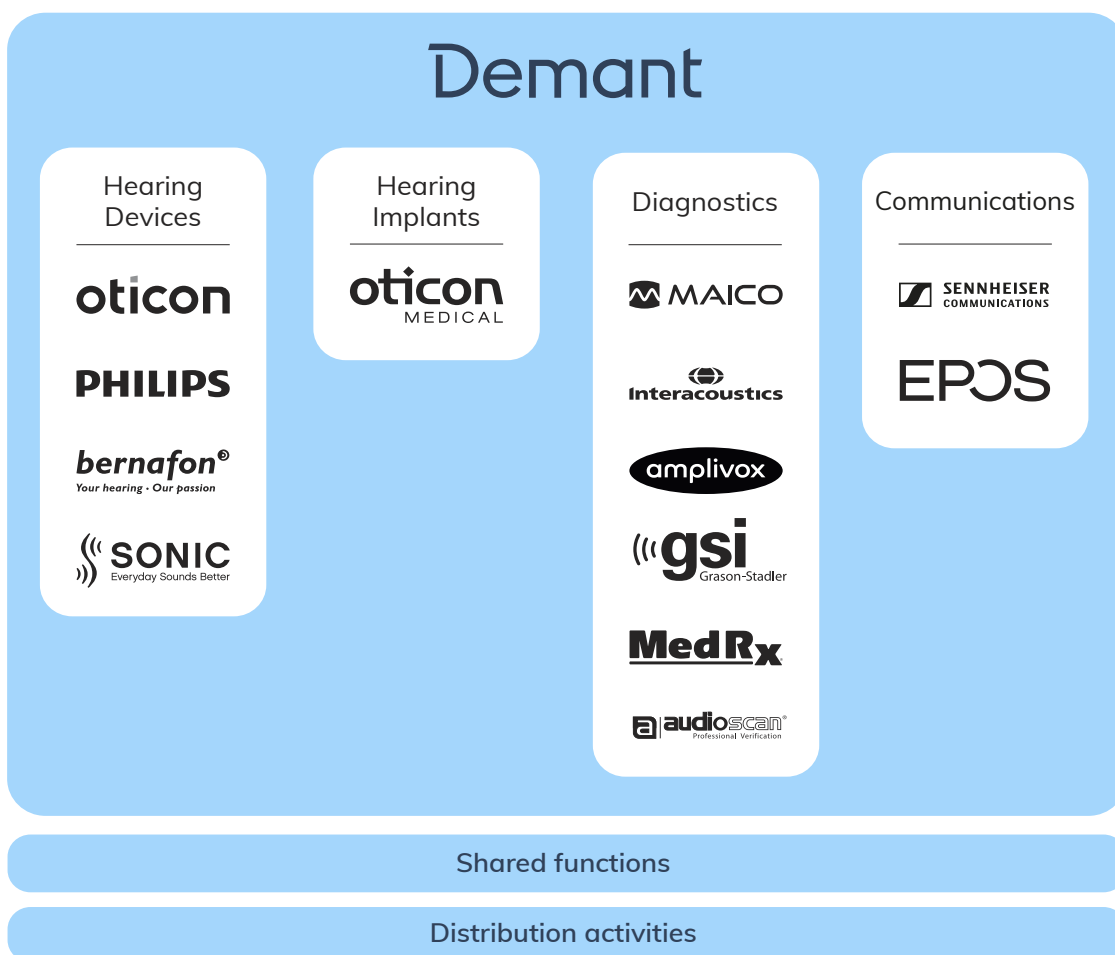 Demant
Hearing
Devices
oticon
PHILIPS
bernafon®
Your hearing · Our passion
SONIC
Everyday Sounds Better
Hearing
Implants
oticon
MEDICAL
Diagnostics
MAICO
Interacoustics
amplivox
gsi
Grason-Stadler
MedRx
a audioscan®
Professional Verification
Communications
SENNHEISER
COMMUNICATIONS
EPOS
Shared functions
Distribution activities